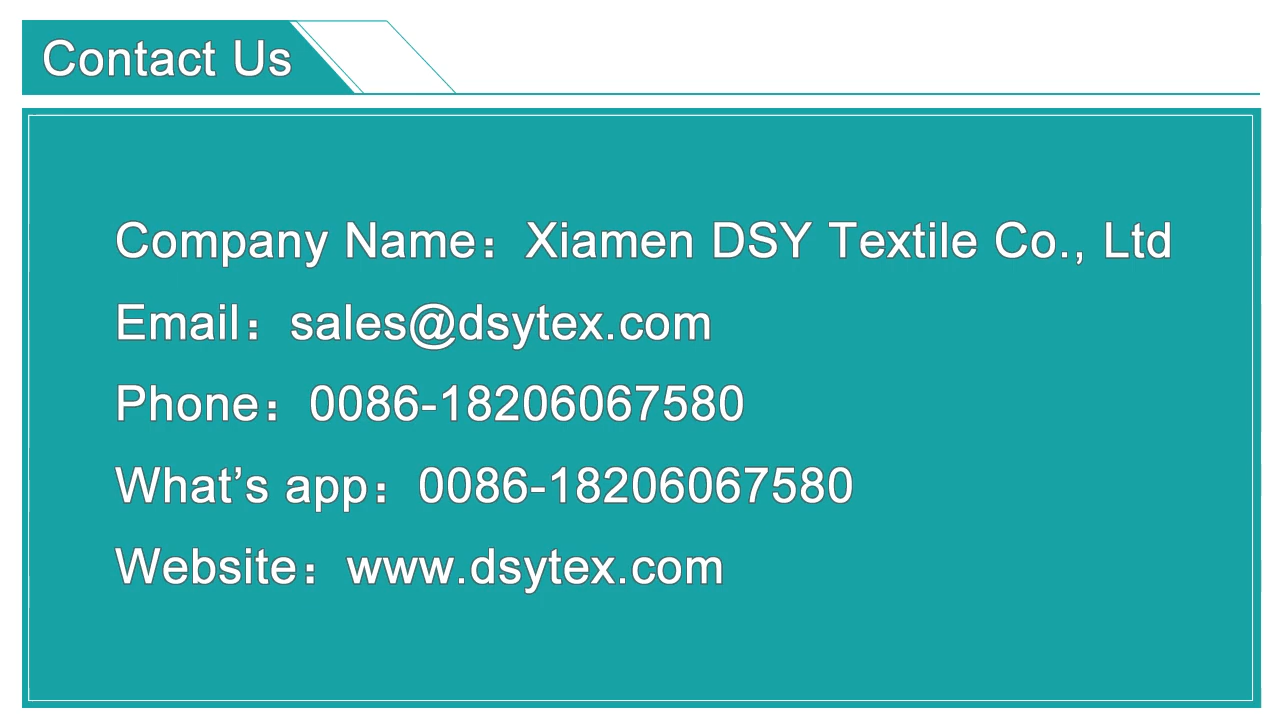 Contact Us
Company Name：Xiamen DSY Textile Co., Ltd
Email：sales@dsytex.com
Phone：0086-18206067580
What’s app：0086-18206067580
Website：www.dsytex.com